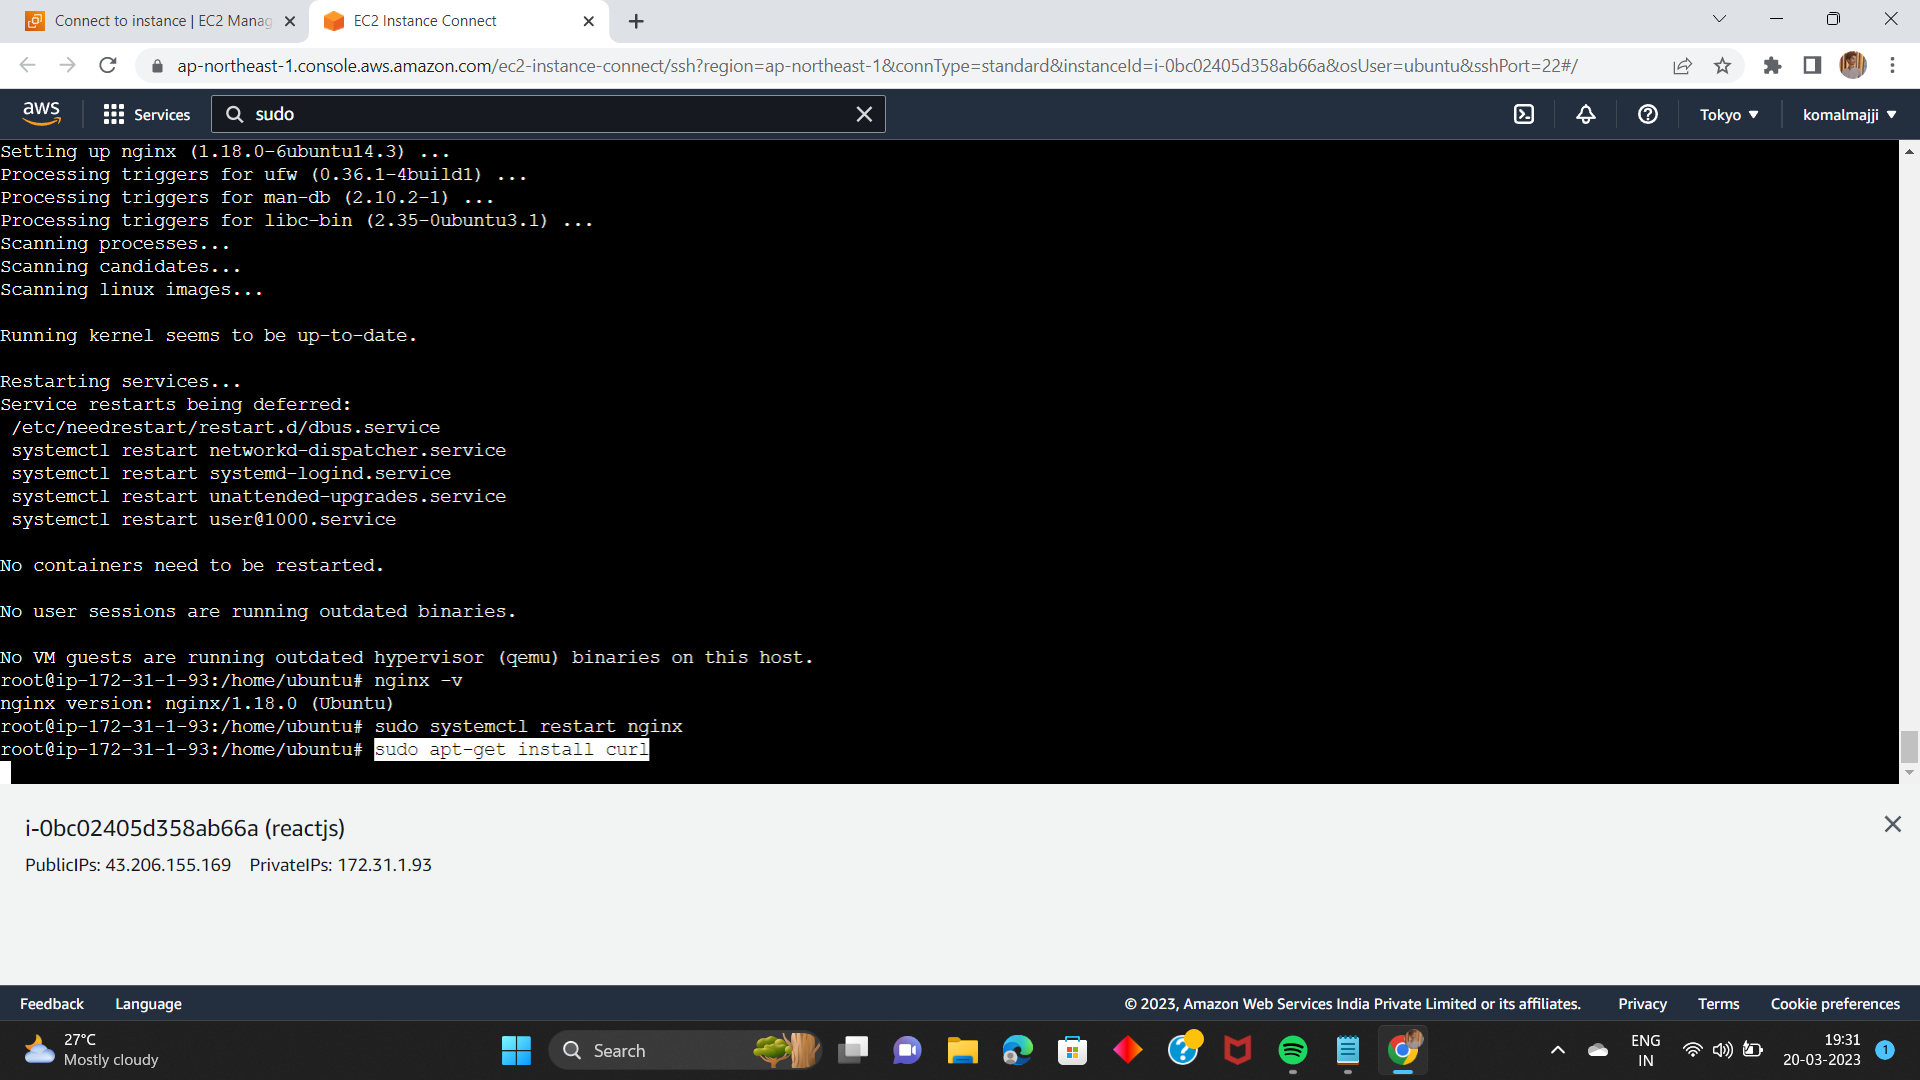 Connect to instance | EC2 Manag
EC2 Instance Connect
ap-northeast-1.console.aws.amazon.com/ec2-instance-connect/ssh?region=ap-northeast-1&connType=standard&instanceId=i-0bc02405d358ab66a&osUser=ubuntu&sshPort=22#/
aws
Services
sudo
Tokyo
komalmajji
Setting up nginx (1.18.0-6ubuntu14.3) ...
Processing triggers for ufw (0.36.1-4build1) ...
Processing triggers for man-db (2.10.2-1) ...
Processing triggers for libc-bin (2.35-0ubuntu3.1) ...
Scanning processes...
Scanning candidates...
Scanning linux images...
Running kernel seems to be up-to-date.
Restarting services...
Service restarts being deferred:
/etc/needrestart/restart.d/dbus.service
systemctl restart networkd-dispatcher.service
systemctl restart systemd-logind.service
systemctl restart unattended-upgrades.service
systemctl restart user@1000.service
No containers need to be restarted.
No user sessions are running outdated binaries.
No VM guests are running outdated hypervisor (qemu) binaries on this host.
root@ip-172-31-1-93:/home/ubuntu# nginx -v
nginx version: nginx/1.18.0 (Ubuntu)
root@ip-172-31-1-93:/home/ubuntu# sudo systemctl restart nginx
root@ip-172-31-1-93:/home/ubuntu# sudo apt-get install curl
i-0bc02405d358ab66a (reactjs)
PublicIPs: 43.206.155.169 PrivateIPs: 172.31.1.93
Feedback
Language
© 2023, Amazon Web Services India Private Limited or its affiliates.
Privacy
Terms
Cookie preferences
27°C
Mostly cloudy
Search
ENG
IN
19:31
20-03-2023
1